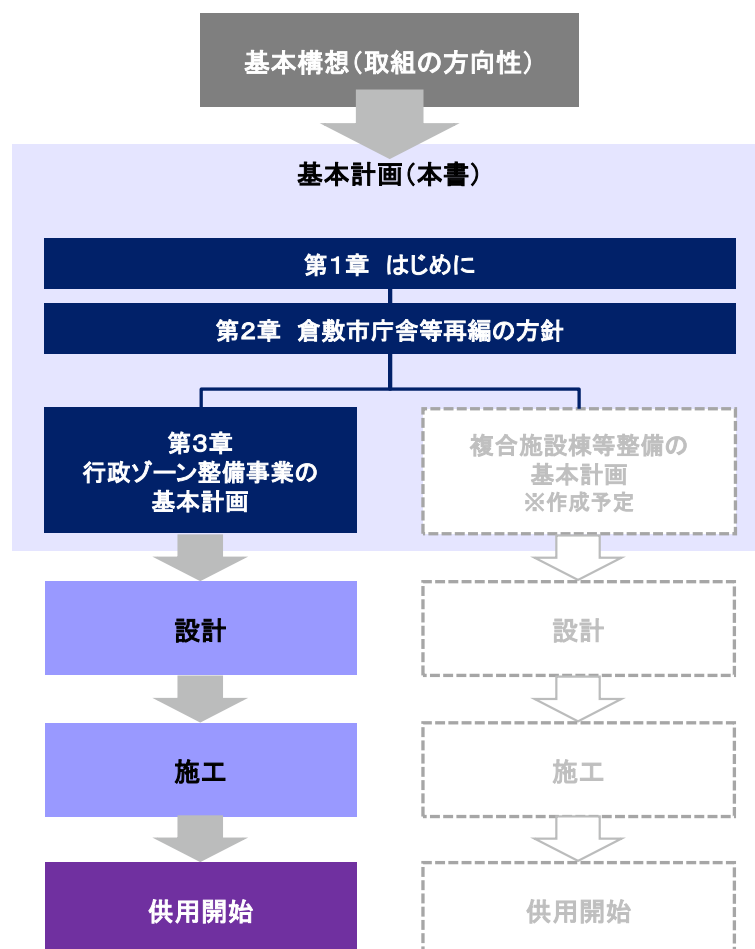 基本構想（取組の方向性）
基本計画（本書）
第１章　はじめに
第２章　倉敷市庁舎等再編の方針
第３章
行政ゾーン整備事業の
基本計画
複合施設棟等整備の
基本計画
※作成予定
設計
設計
施工
施工
供用開始
供用開始